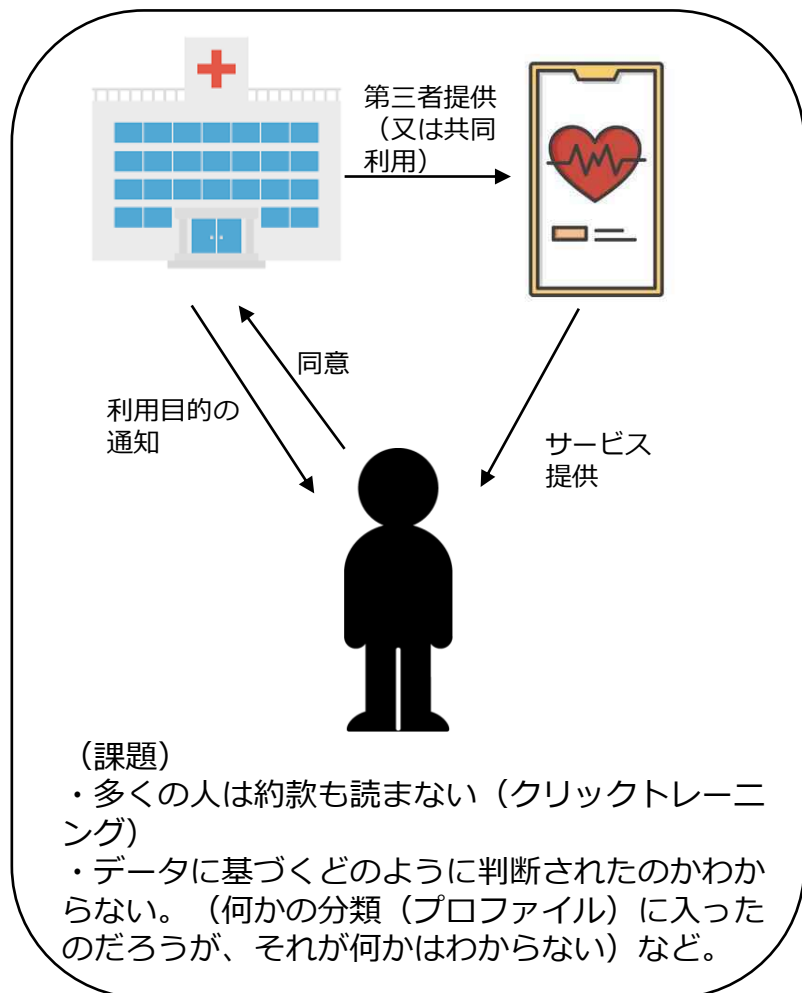 第三者提供
（又は共同
利用）
同意
利用目的の
通知
サービス
提供
（課題）
・多くの人は約款も読まない（クリックトレーニ
ング）
・データに基づくどのように判断されたのかわか
らない。（何かの分類（プロファイル）に入った
のだろうが、それが何かはわからない）など。